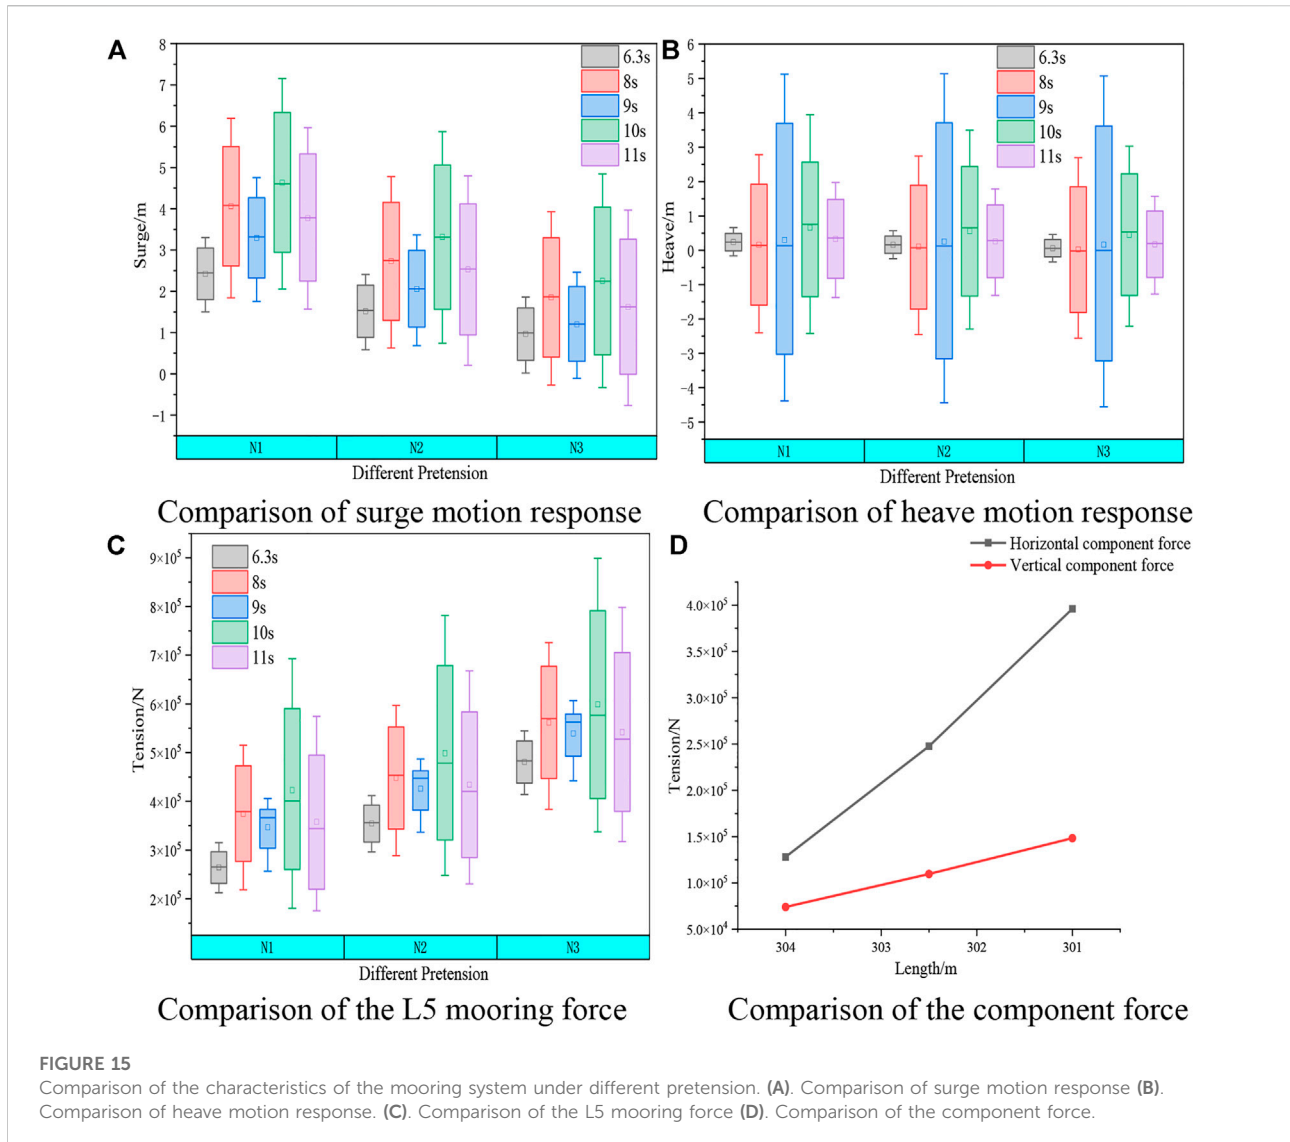 A
8
7
6
5
4
3
2
1
0
-1
Surge/m
6.3s
8s
9s
10s
11s
N1 N2 N3
Different Pretension
Comparison of surge motion response
B
6
5
4
3
2
1
0
-1
-2
-3
-4
-5
Heave/m
6.3s
8s
9s
10s
11s
N1 N2 N3
Different Pretension
Comparison of heave motion response
C
9×10⁵
8×10⁵
7×10⁵
6×10⁵
5×10⁵
4×10⁵
3×10⁵
2×10⁵
Tension/N
6.3s
8s
9s
10s
11s
N1 N2 N3
Different Pretension
Comparison of the L5 mooring force
D
Horizontal component force
Vertical component force
4.0×10⁵
3.5×10⁵
3.0×10⁵
2.5×10⁵
2.0×10⁵
1.5×10⁵
1.0×10⁵
5.0×10⁴
Tension/N
304 303 302 301
Length/m
Comparison of the component force
FIGURE 15
Comparison of the characteristics of the mooring system under different pretension. (A). Comparison of surge motion response (B).
Comparison of heave motion response. (C). Comparison of the L5 mooring force (D). Comparison of the component force.